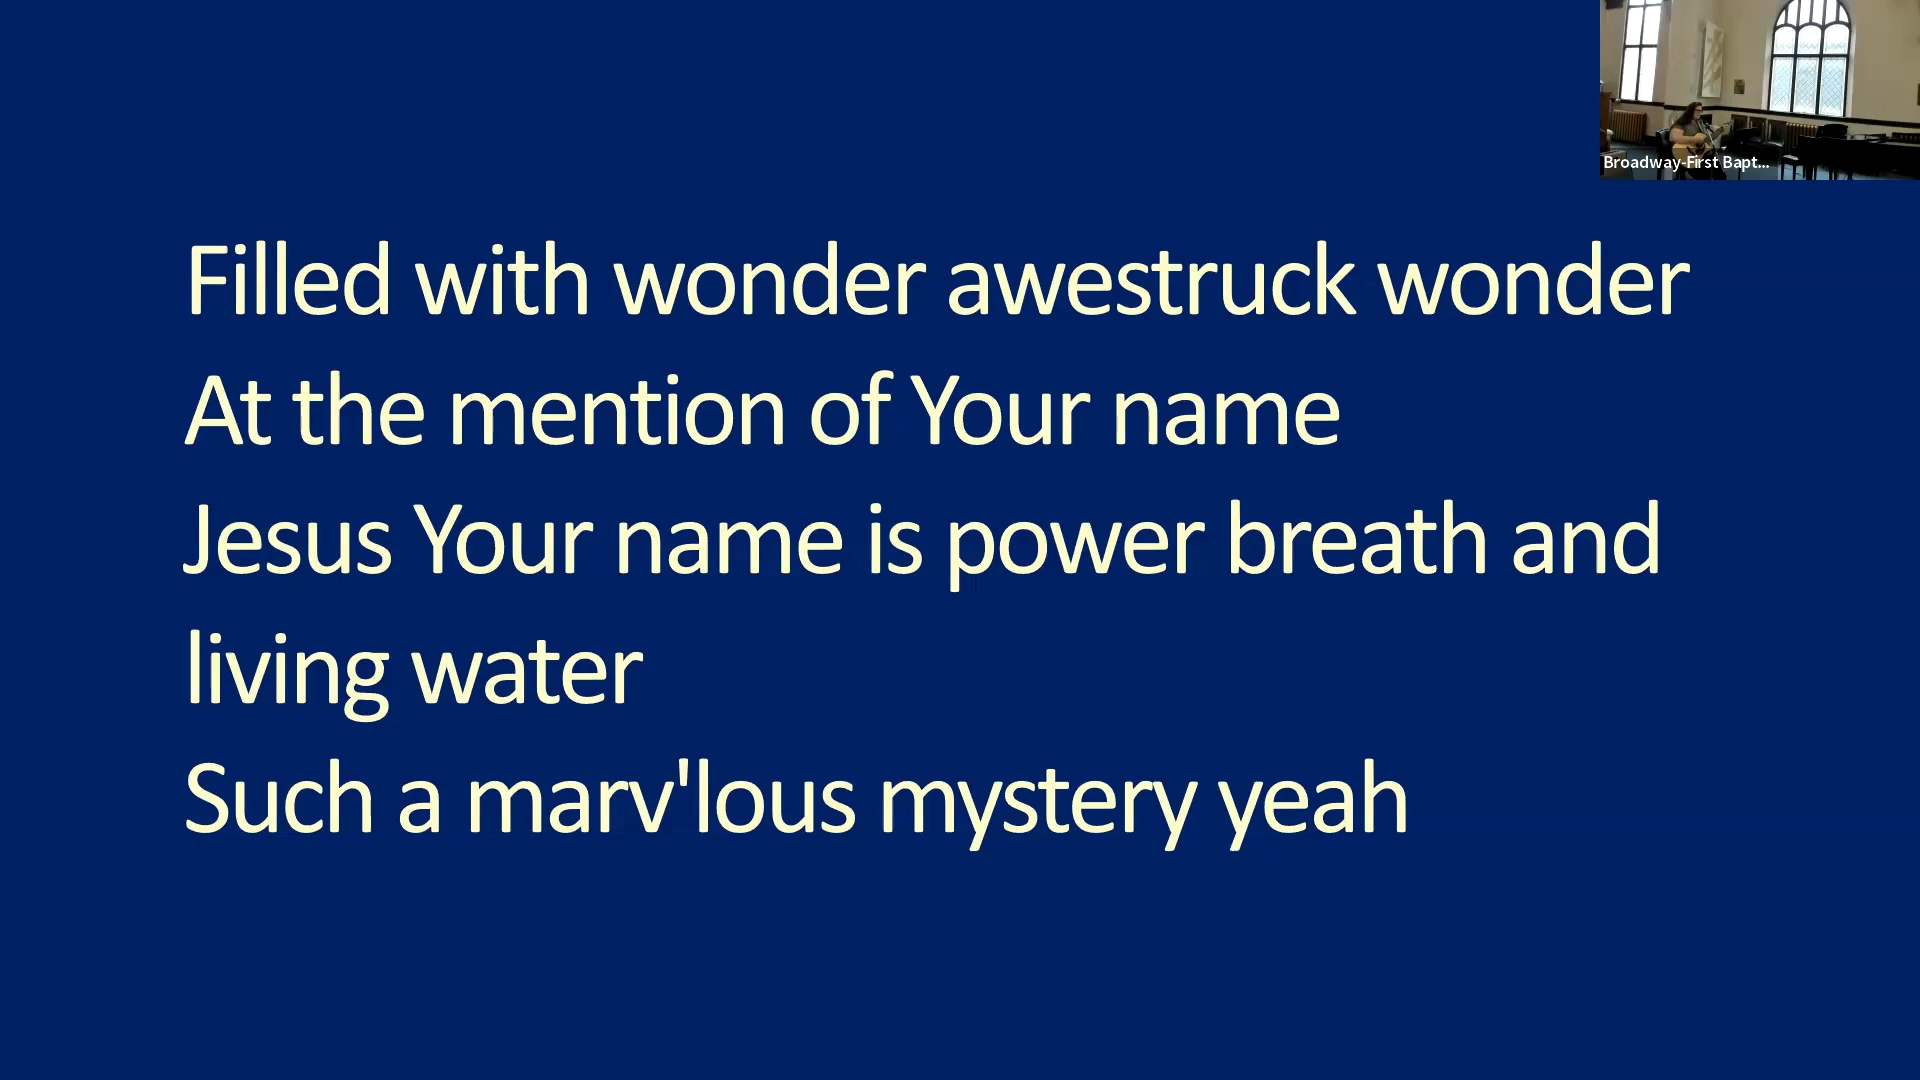 Broadway-First Bapt...
Filled with wonder awestruck wonder
At the mention of Your name
Jesus Your name is power breath and
living water
Such a marv'lous mystery yeah